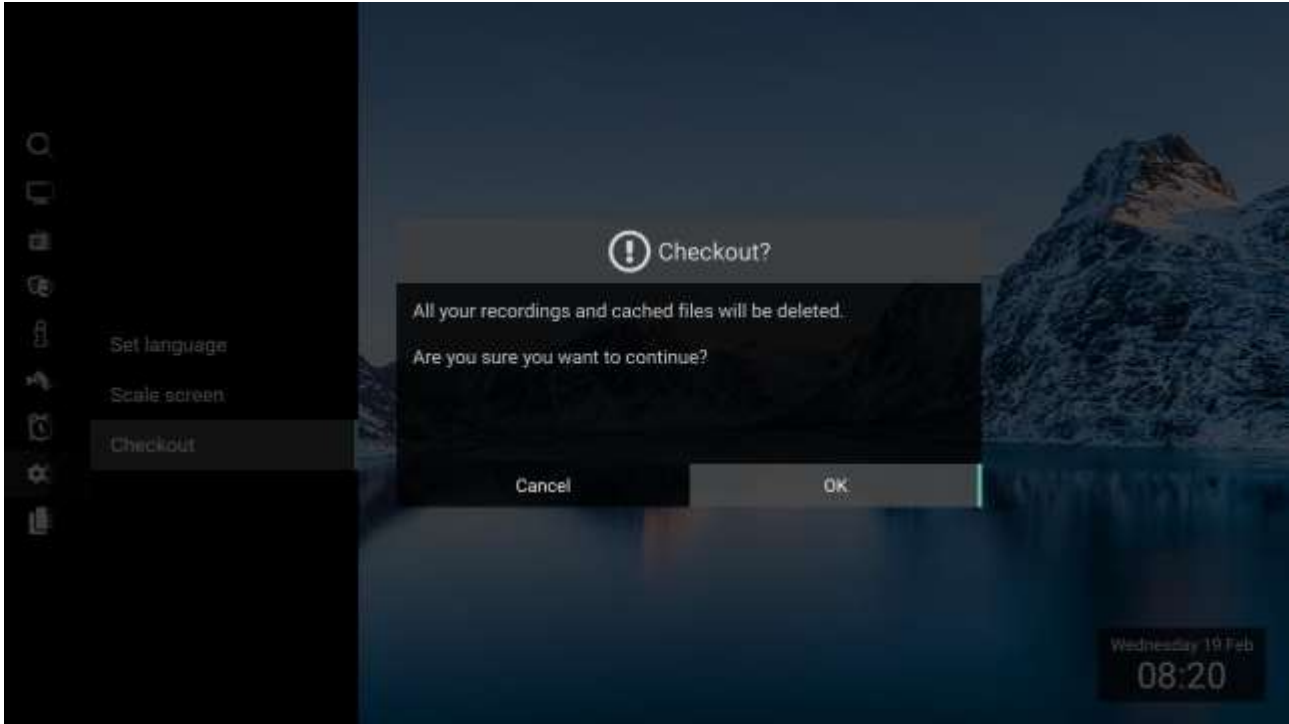 Checkout?
All your recordings and cached files will be deleted.
Are you sure you want to continue?
Cancel
OK
Set language
Scale screen
Checkout
Wednesday 19 Feb
08:20